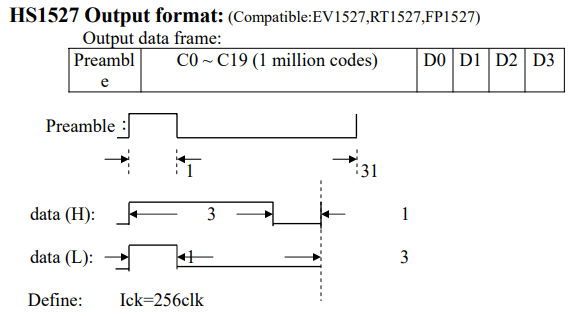 HS1527 Output format: (Compatible:EV1527,RT1527,FP1527)
Output data frame:
Preambl
e
C0 ~ C19 (1 million codes)
D0
D1
D2
D3
Preamble :
1
31
data (H):
3
1
data (L):
1
3
Define: Ick=256clk